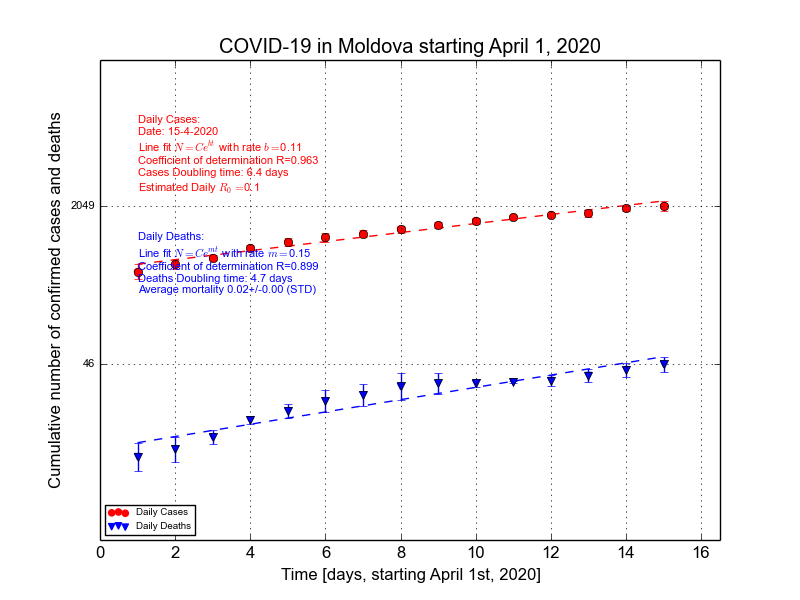 COVID-19 in Moldova starting April 1, 2020
Daily Cases:
Date: 15-4-2020
Line fit N=Ce^{bt} with rate b=0.11
Coefficient of determination R=0.963
Cases Doubling time: 6.4 days
Estimated Daily R_0 =0.1
Daily Deaths:
Line fit N=Ce^{mt} with rate m=0.15
Coefficient of determination R=0.899
Deaths Doubling time: 4.7 days
Average mortality 0.02+/-0.00 (STD)
Cumulative number of confirmed cases and deaths
2049
46
Daily Cases
Daily Deaths
0 2 4 6 8 10 12 14 16
Time [days, starting April 1st, 2020]